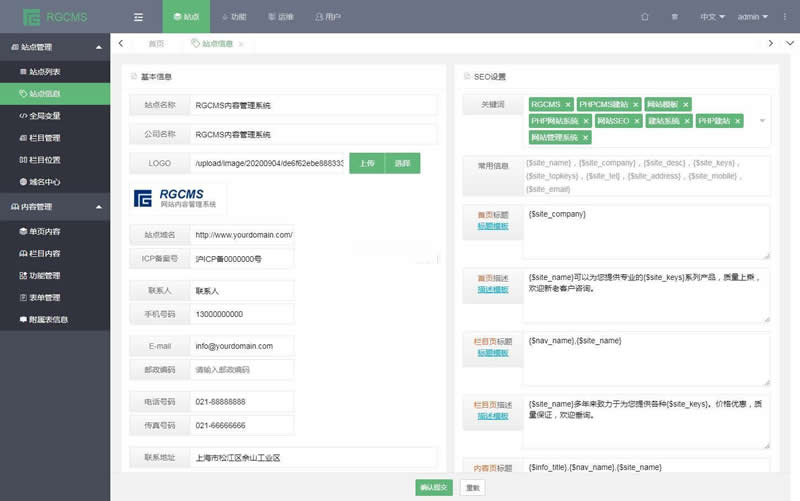 RGCMS
站点
功能
运维
用户
中文
admin
站点管理
站点列表
站点信息
全局变量
栏目管理
栏目位置
域名中心
内容管理
单页内容
栏目内容
功能管理
表单管理
附属表信息
首页
站点信息
基本信息
站点名称 RGCMS内容管理系统
公司名称 RGCMS内容管理系统
LOGO /upload/image/20200904/de6f62ebe888333 上传 选择
RGCMS
网站内容管理系统
站点域名 http://www.yourdomain.com/
ICP备案号 沪ICP备0000000号
联系人 联系人
手机号码 13000000000
E-mail info@yourdomain.com
邮政编码 请输入邮政编码
电话号码 021-88888888
传真号码 021-66666666
联系地址 上海市松江区佘山工业区
SEO设置
关键词
RGCMS × PHPCMS建站 × 网站模板 ×
PHP网站系统 × 网站SEO × 建站系统 × PHP建站 ×
网站管理系统 ×
常用信息
{$site_name}，{$site_company}，{$site_desc}，{$site_keys}，
{$site_topkeys}，{$site_tel}，{$site_address}，{$site_mobile}，
{$site_email}
首页标题
标题模板
{$site_company}
首页描述
描述模板
{$site_name}可以为您提供专业的{$site_keys}系列产品，质量上乘，
欢迎新老客户咨询。
栏目页标题
标题模板
{$nav_name},{$site_name}
栏目页描述
描述模板
{$site_name}多年来致力于为您提供各种{$site_keys}。价格优惠，质
量保证，欢迎垂询。
内容页标题
{$info_title},{$nav_name},{$site_name}
确认提交
重置